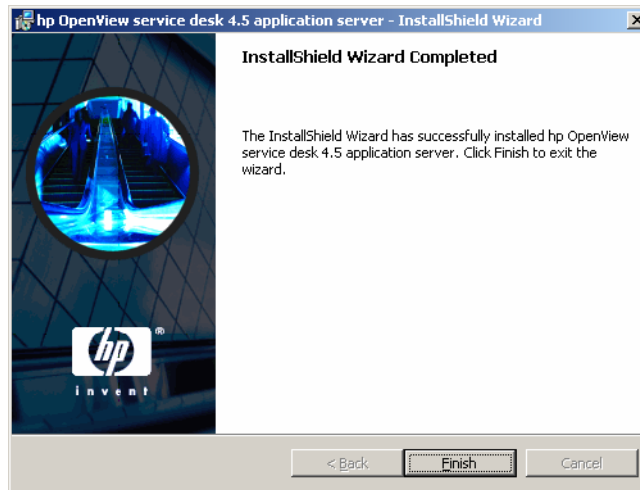 hp OpenView service desk 4.5 application server - InstallShield Wizard
InstallShield Wizard Completed
The InstallShield Wizard has successfully installed hp OpenView
service desk 4.5 application server. Click Finish to exit the
wizard.
hp ®
invent
< Back
Finish
Cancel